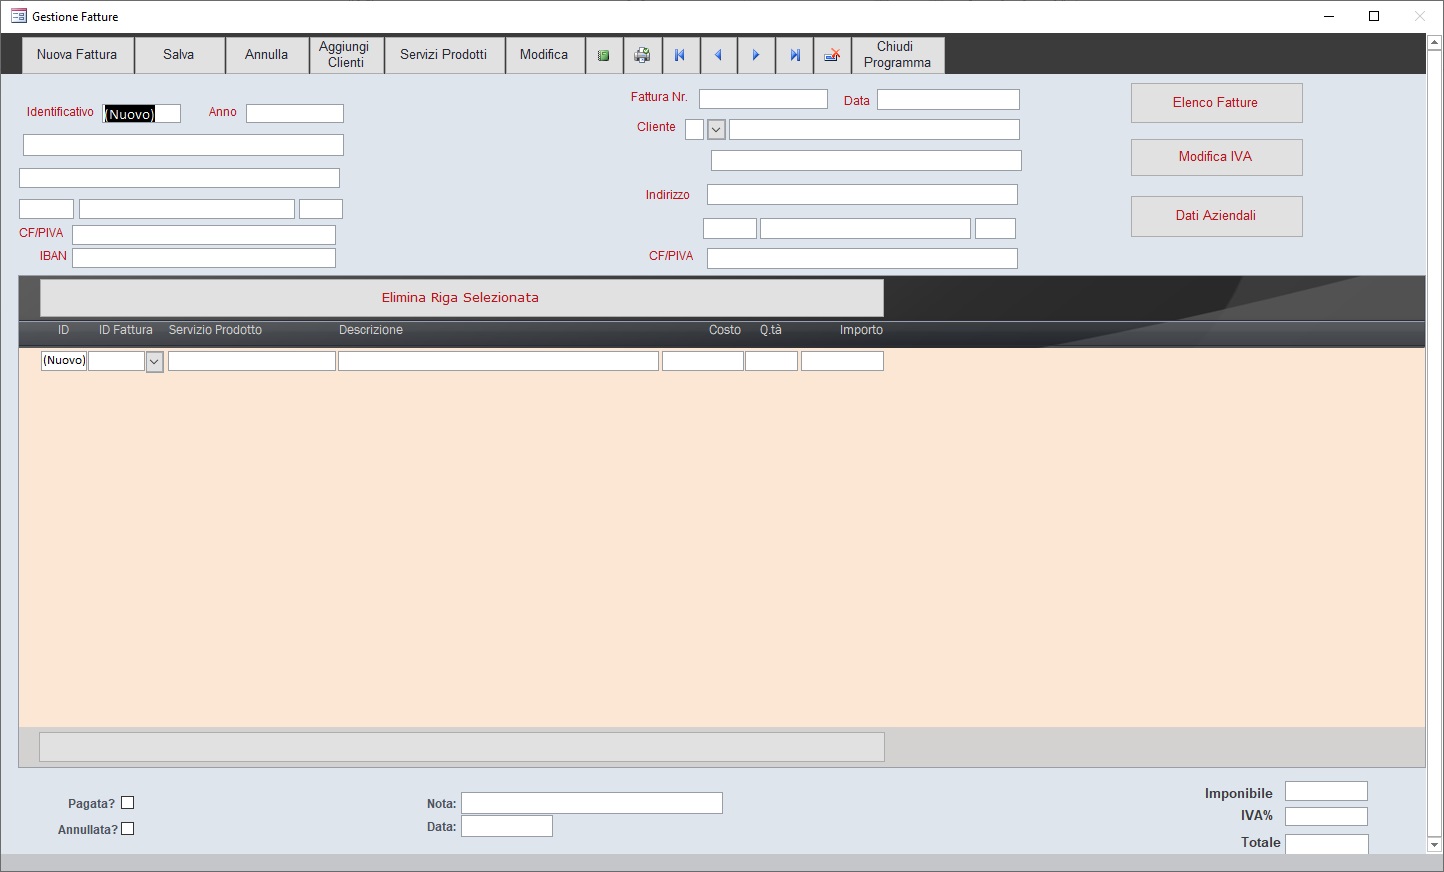 Gestione Fatture
Nuova Fattura Salva Annulla Aggiungi Clienti Servizi Prodotti Modifica Chiudi Programma
Identificativo (Nuovo) Anno
Fattura Nr. Data
Cliente
Indirizzo
CF/PIVA
IBAN
CF/PIVA
Elenco Fatture
Modifica IVA
Dati Aziendali
Elimina Riga Selezionata
ID ID Fattura Servizio Prodotto Descrizione Costo Q.tà Importo
(Nuovo)
Pagata?
Annullata?
Nota:
Data:
Imponibile
IVA%
Totale